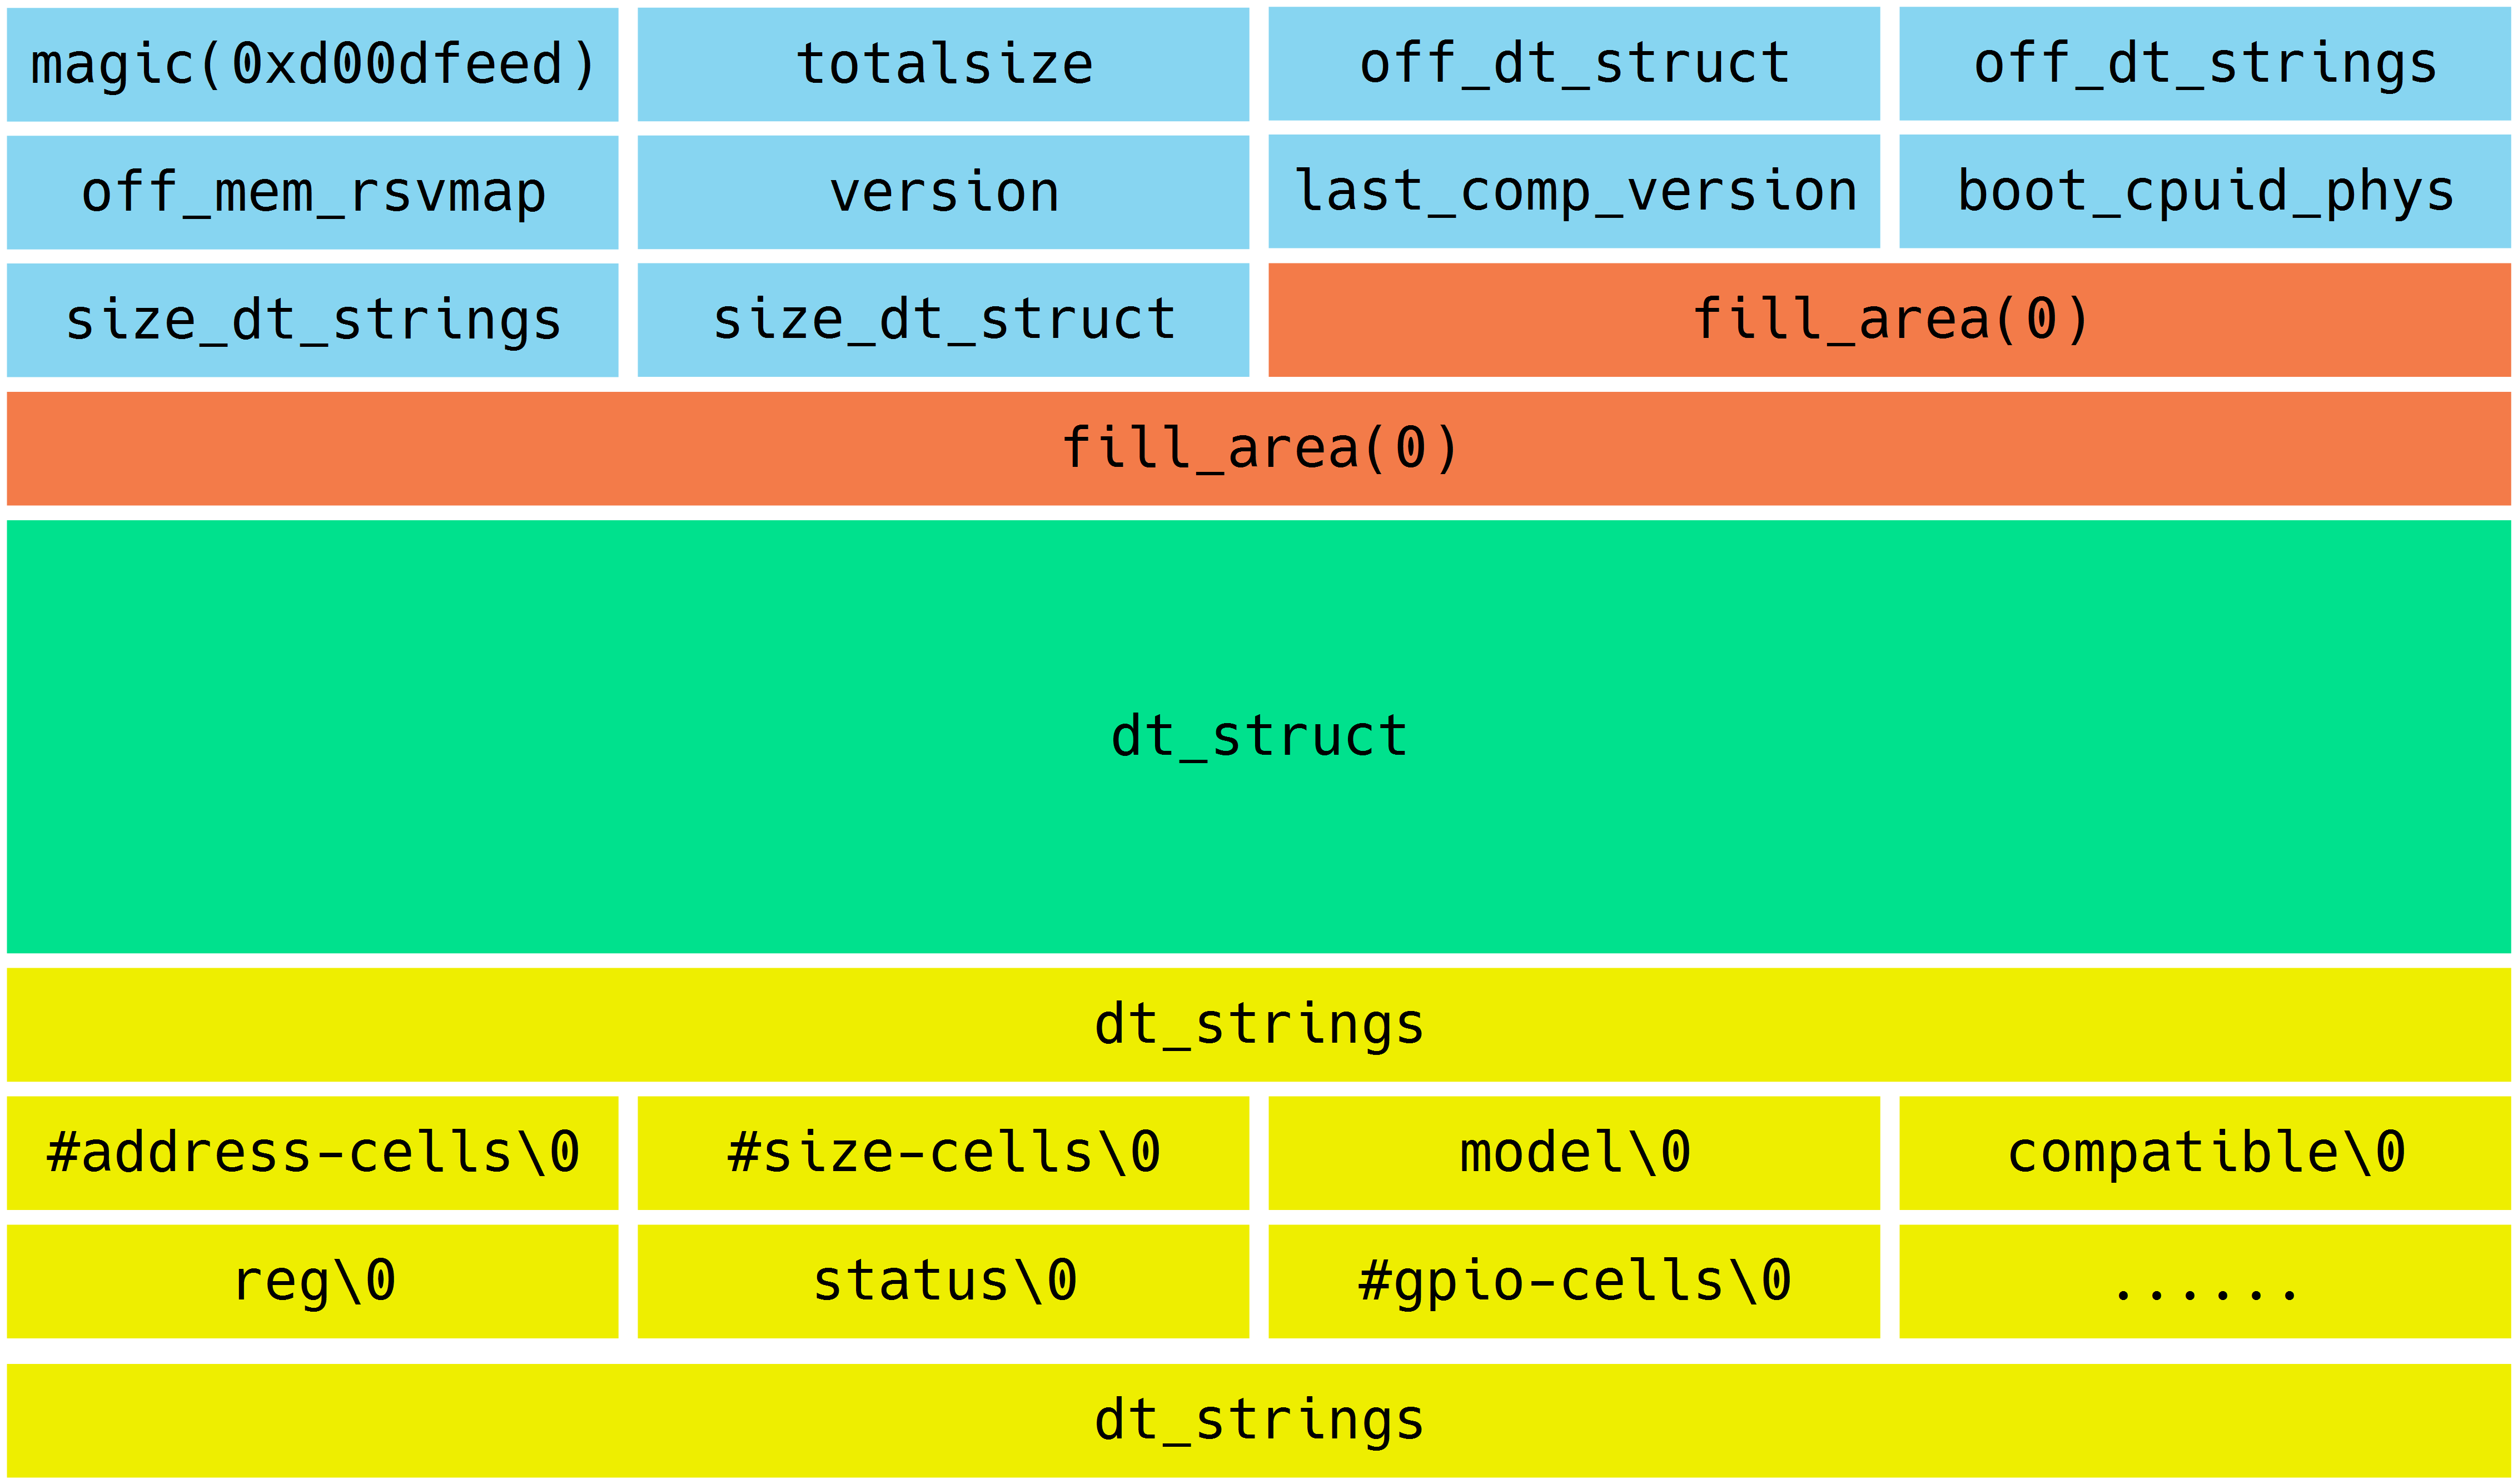 magic(0xd00dfeed) totalsize off_dt_struct off_dt_strings
off_mem_rsvmap version last_comp_version boot_cpuid_phys
size_dt_strings size_dt_struct fill_area(0)
fill_area(0)
dt_struct
dt_strings
#address-cells\0 #size-cells\0 model\0 compatible\0
reg\0 status\0 #gpio-cells\0 ......
dt_strings